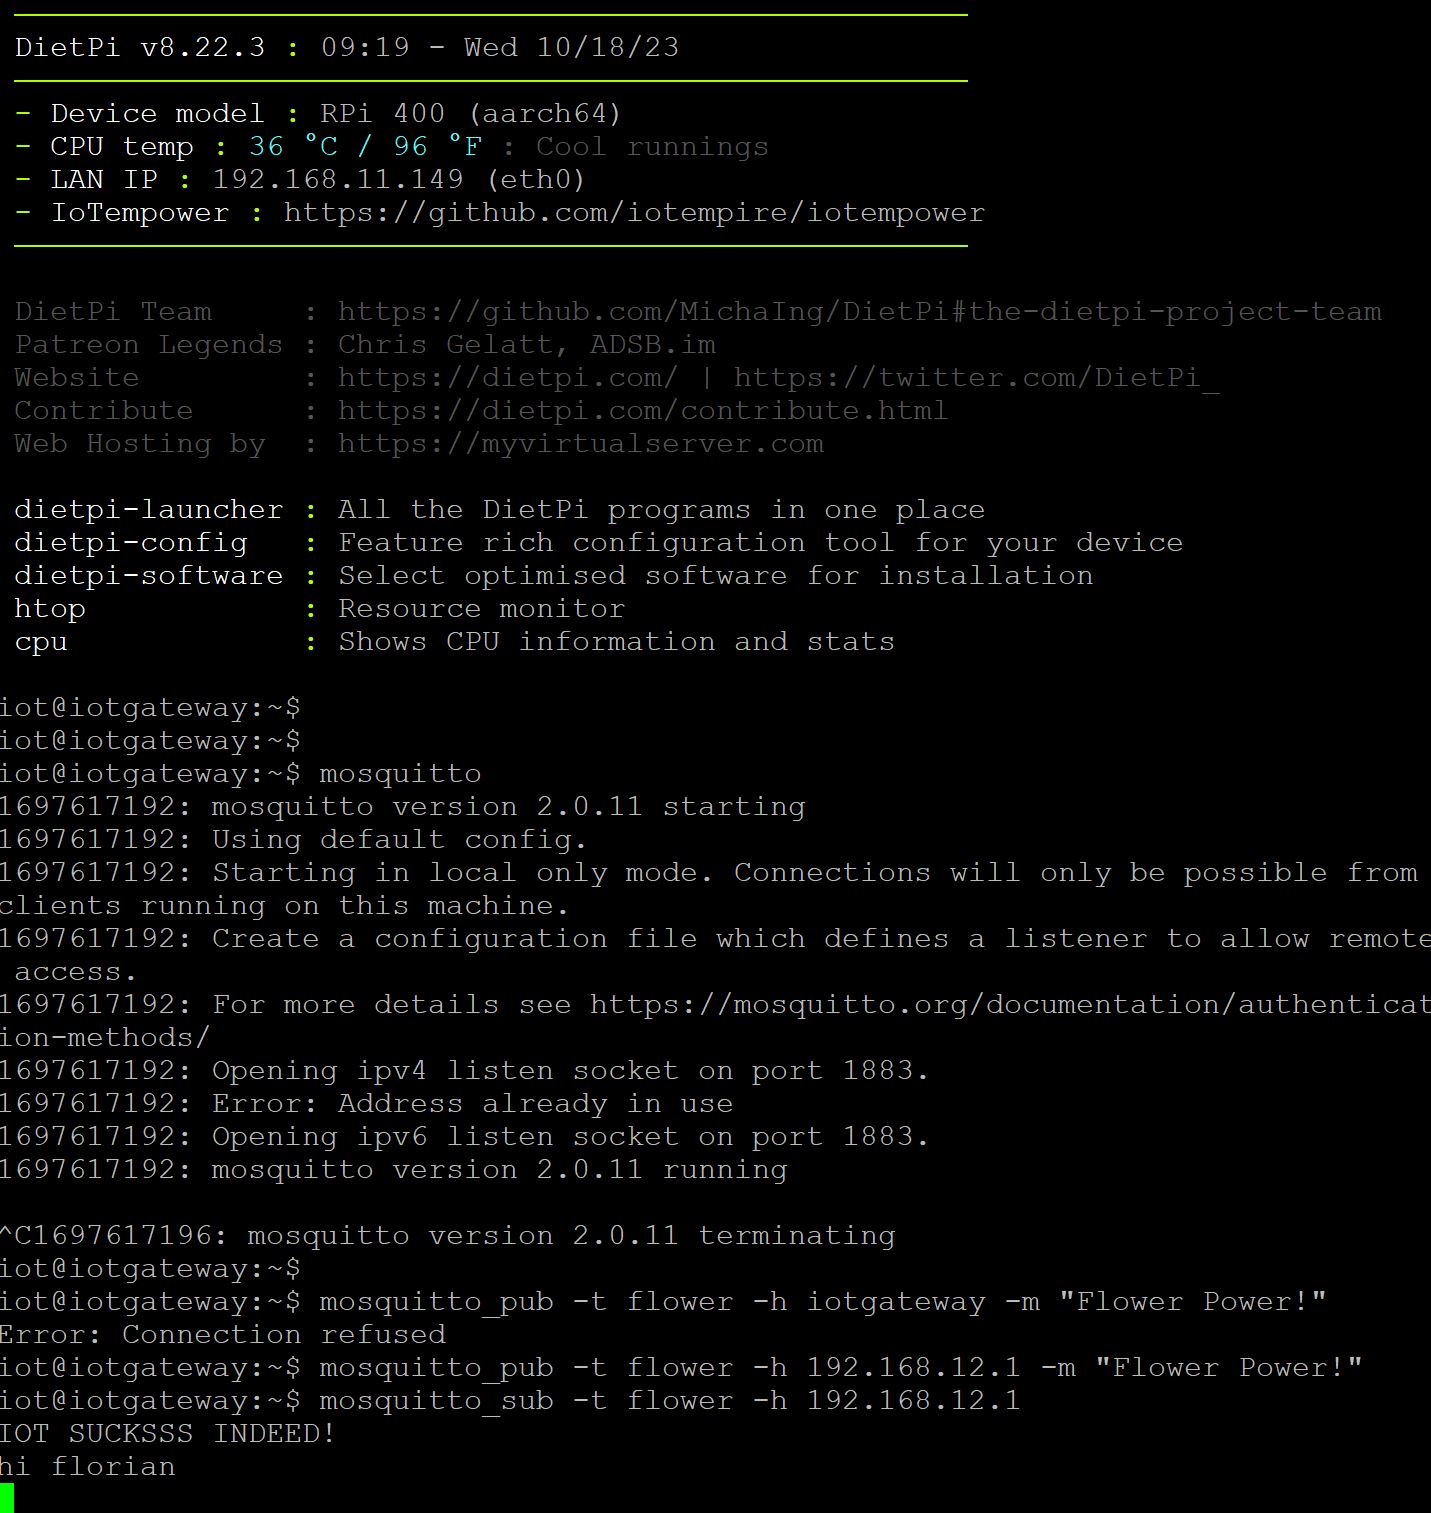 DietPi v8.22.3 : 09:19 - Wed 10/18/23
- Device model : RPi 400 (aarch64)
- CPU temp : 36 °C / 96 °F : Cool runnings
- LAN IP : 192.168.11.149 (eth0)
- IoTempower : https://github.com/iotempire/iotempower
DietPi Team     : https://github.com/MichaIng/DietPi#the-dietpi-project-team
Patreon Legends : Chris Gelatt, ADSB.im
Website         : https://dietpi.com/ | https://twitter.com/DietPi_
Contribute      : https://dietpi.com/contribute.html
Web Hosting by  : https://myvirtualserver.com
dietpi-launcher : All the DietPi programs in one place
dietpi-config   : Feature rich configuration tool for your device
dietpi-software : Select optimised software for installation
htop            : Resource monitor
cpu             : Shows CPU information and stats
iot@iotgateway:~$
iot@iotgateway:~$
iot@iotgateway:~$ mosquitto
1697617192: mosquitto version 2.0.11 starting
1697617192: Using default config.
1697617192: Starting in local only mode. Connections will only be possible from
clients running on this machine.
1697617192: Create a configuration file which defines a listener to allow remote
 access.
1697617192: For more details see https://mosquitto.org/documentation/authenticat
ion-methods/
1697617192: Opening ipv4 listen socket on port 1883.
1697617192: Error: Address already in use
1697617192: Opening ipv6 listen socket on port 1883.
1697617192: mosquitto version 2.0.11 running
^C1697617196: mosquitto version 2.0.11 terminating
iot@iotgateway:~$
iot@iotgateway:~$ mosquitto_pub -t flower -h iotgateway -m "Flower Power!"
Error: Connection refused
iot@iotgateway:~$ mosquitto_pub -t flower -h 192.168.12.1 -m "Flower Power!"
iot@iotgateway:~$ mosquitto_sub -t flower -h 192.168.12.1
IOT SUCKSSS INDEED!
hi florian